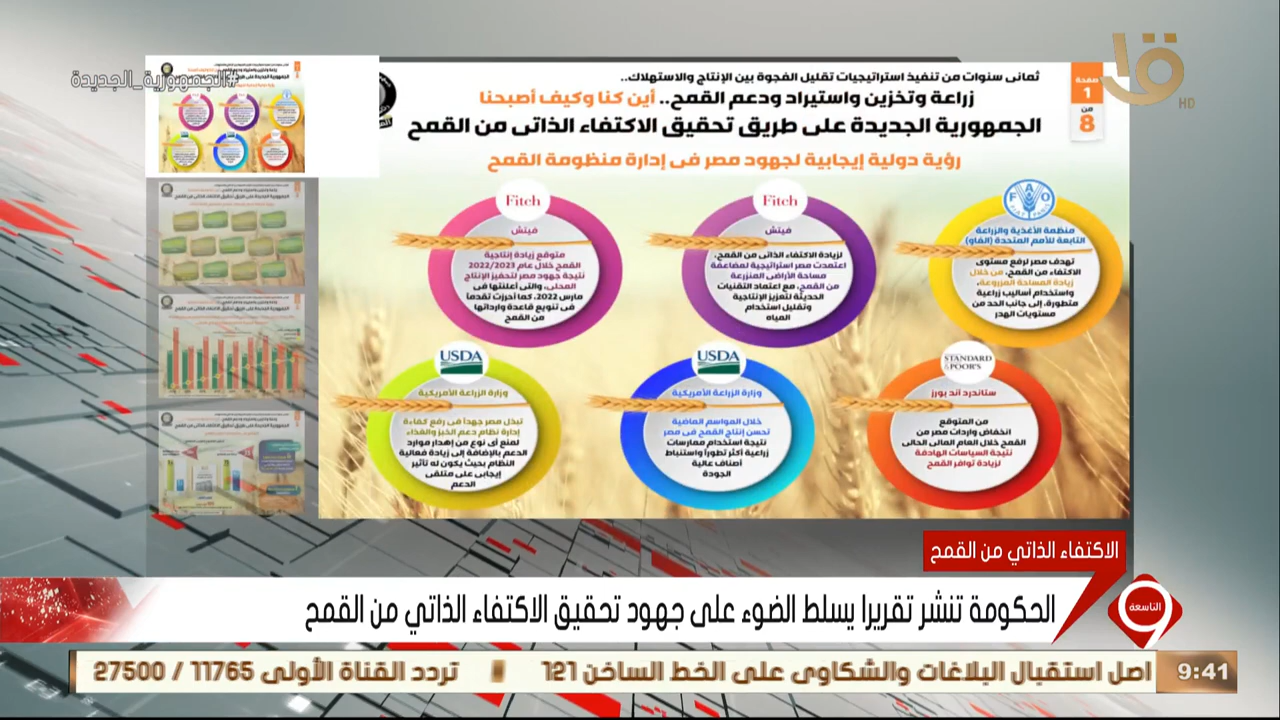 #الجمهورية_الجديدة
HD
صفحة
1
من
8
ثمانى سنوات من تنفيذ استراتيجيات تقليل الفجوة بين الإنتاج والاستهلاك..
زراعة وتخزين واستيراد ودعم القمح.. أين كنا وكيف أصبحنا
الجمهورية الجديدة على طريق تحقيق الاكتفاء الذاتى من القمح
رؤية دولية إيجابية لجهود مصر فى إدارة منظومة القمح
FAO
FIAT PANIS
منظمة الأغذية والزراعة
التابعة للأمم المتحدة (الفاو)
تهدف مصر لرفع مستوى
الاكتفاء من القمح، من خلال
زيادة المساحة المزروعة،
واستخدام أساليب زراعية
متطورة، إلى جانب الحد من
مستويات الهدر
Fitch
فيتش
لزيادة الاكتفاء الذاتى من القمح،
اعتمدت مصر استراتيجية لمضاعفة
مساحة الأراضى المنزرعة
من القمح، مع اعتماد التقنيات
الحديثة لتعزيز الإنتاجية
وتقليل استخدام
المياه
Fitch
فيتش
متوقع زيادة إنتاجية
القمح خلال عام 2022/2023
نتيجة جهود مصر لتحفيز الإنتاج
المحلى، والتى أعلنتها فى
مارس 2022، كما أحرزت تقدماً
فى تنويع قاعدة وارداتها
من القمح
STANDARD & POOR'S
ستاندرد آند بورز
من المتوقع
انخفاض واردات مصر من
القمح خلال العام المالى الحالى
نتيجة السياسات الهادفة
لزيادة توافر القمح
USDA
وزارة الزراعة الأمريكية
خلال المواسم الماضية
تحسن إنتاج القمح فى مصر
نتيجة استخدام ممارسات
زراعية أكثر تطوراً واستنباط
أصناف عالية
الجودة
USDA
وزارة الزراعة الأمريكية
تبذل مصر جهداً فى رفع كفاءة
إدارة نظام دعم الخبز والغذاء
لمنع أى نوع من إهدار موارد
الدعم بالإضافة إلى زيادة فعالية
النظام بحيث يكون له تأثير
إيجابى على متلقى
الدعم
الاكتفاء الذاتي من القمح
التاسعة
الحكومة تنشر تقريرا يسلط الضوء على جهود تحقيق الاكتفاء الذاتي من القمح
9:41
اصل استقبال البلاغات والشكاوى على الخط الساخن 121
تردد القناة الأولى 11765 / 27500